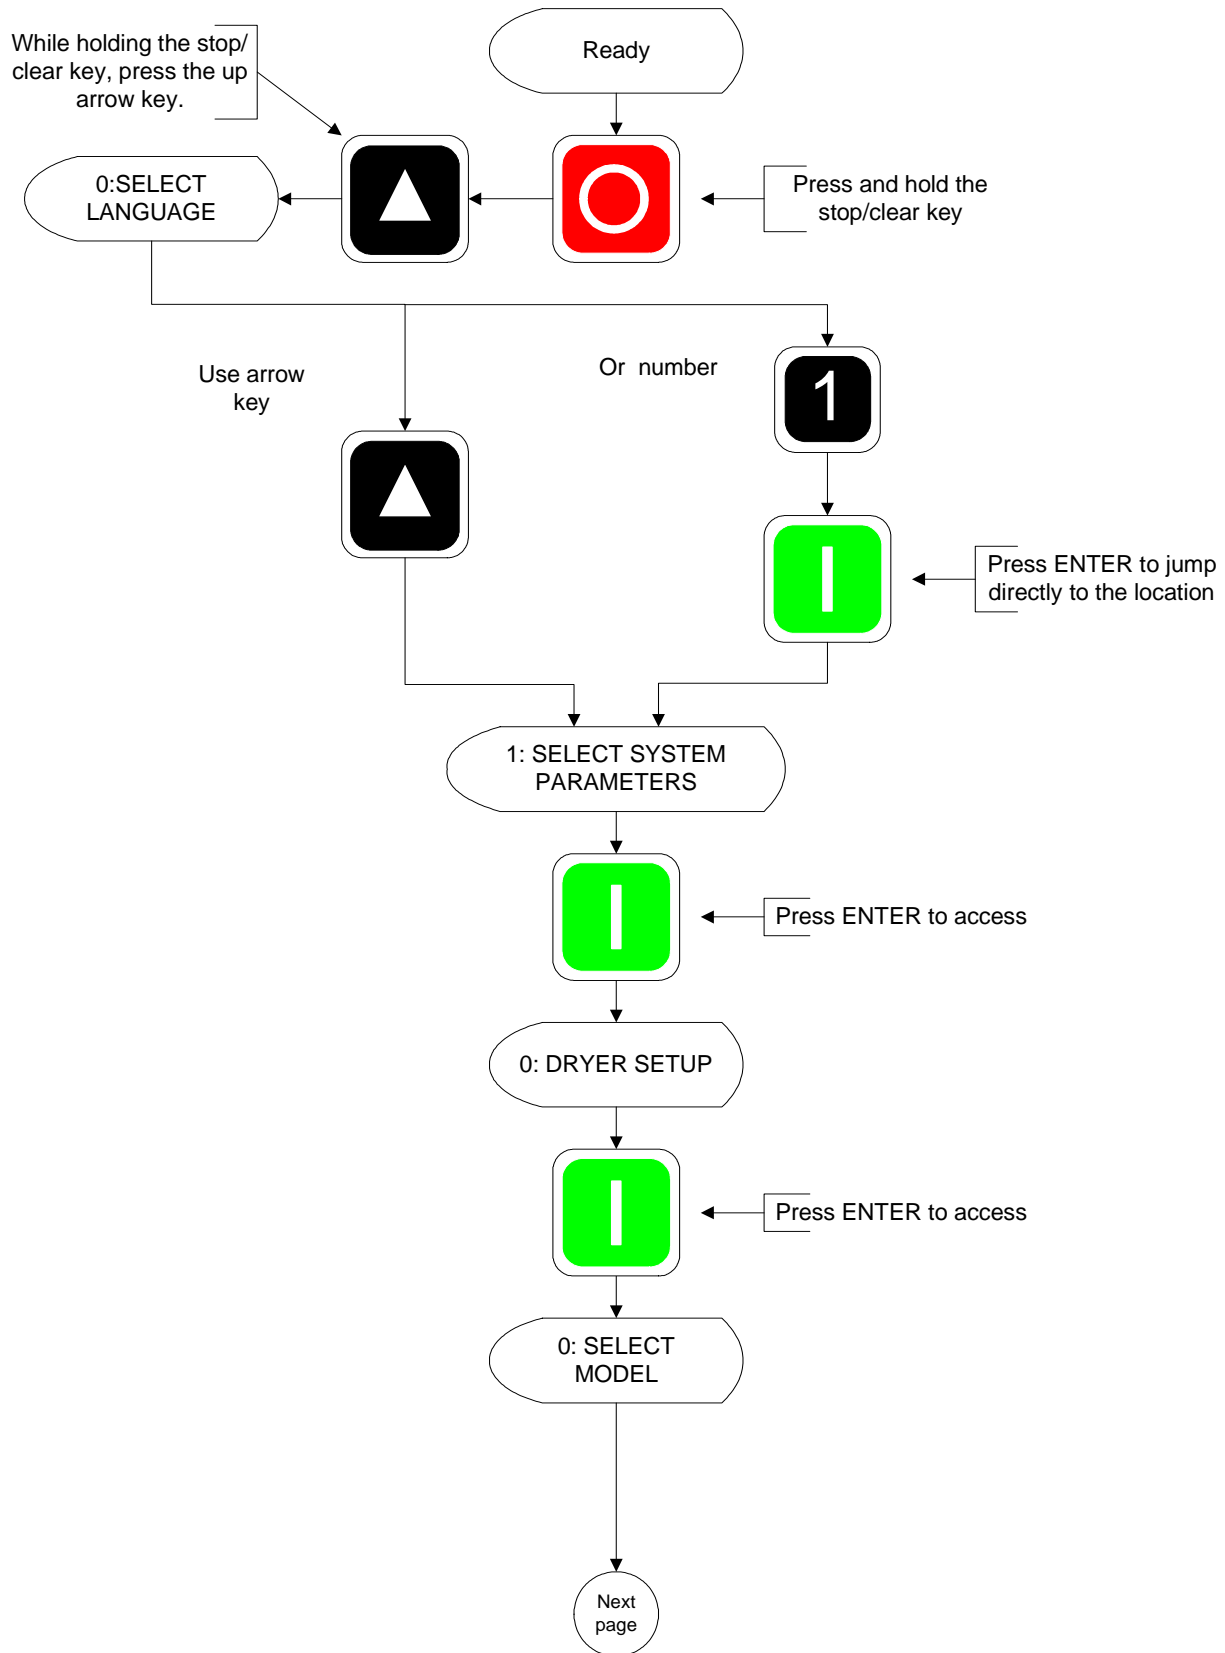 While holding the stop/
clear key, press the up
arrow key.
Ready
0:SELECT
LANGUAGE
Press and hold the
stop/clear key
Use arrow
key
Or  number
1
Press ENTER to jump
directly to the location
1: SELECT SYSTEM
PARAMETERS
Press ENTER to access
0: DRYER SETUP
Press ENTER to access
0: SELECT
MODEL
Next
page